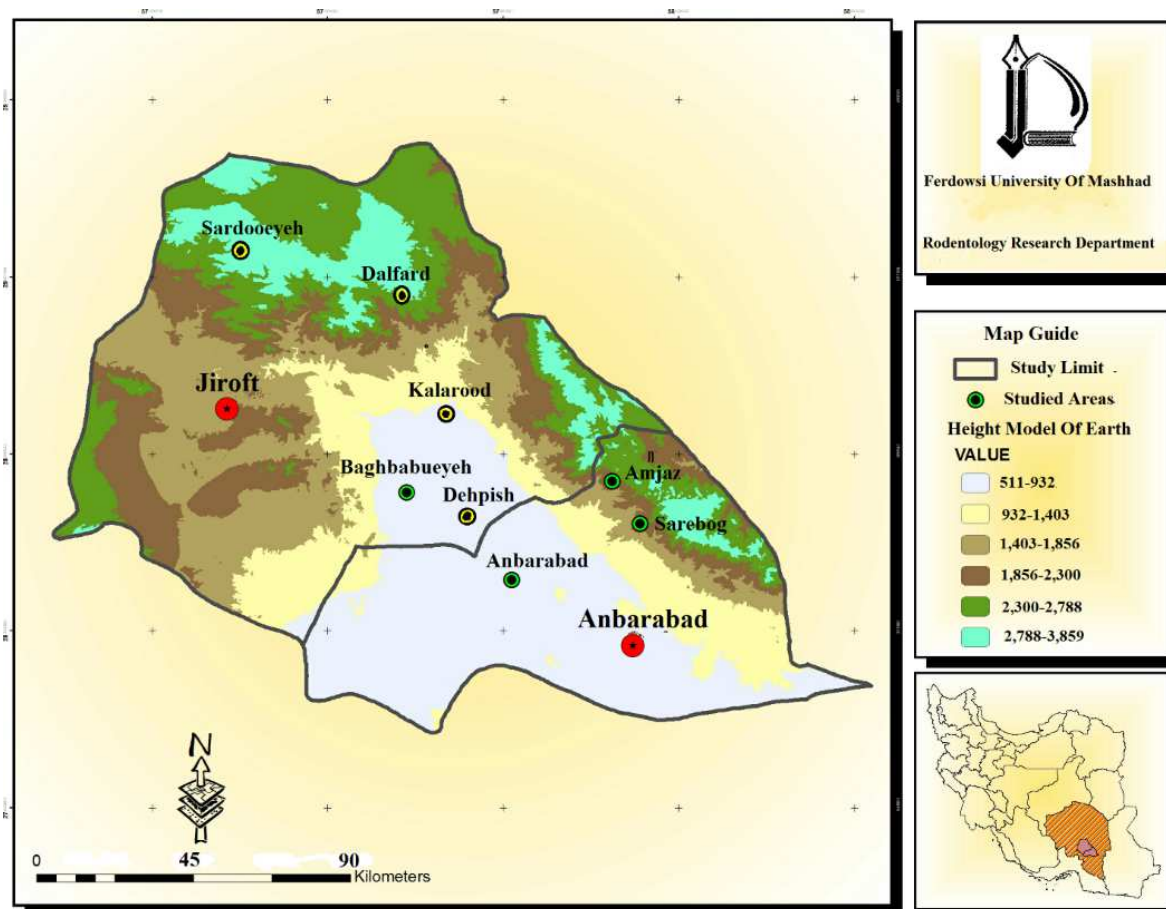 Sardooeyeh
Dalfard
Jiroft
Kalarood
Baghbabueyeh
Dehpish
Amjaz
Sarebog
Anbarabad
Anbarabad
N
0 45 90
Kilometers
Ferdowsi University Of Mashhad
Rodentology Research Department
Map Guide
Study Limit
Studied Areas
Height Model Of Earth
VALUE
511-932
932-1,403
1,403-1,856
1,856-2,300
2,300-2,788
2,788-3,859